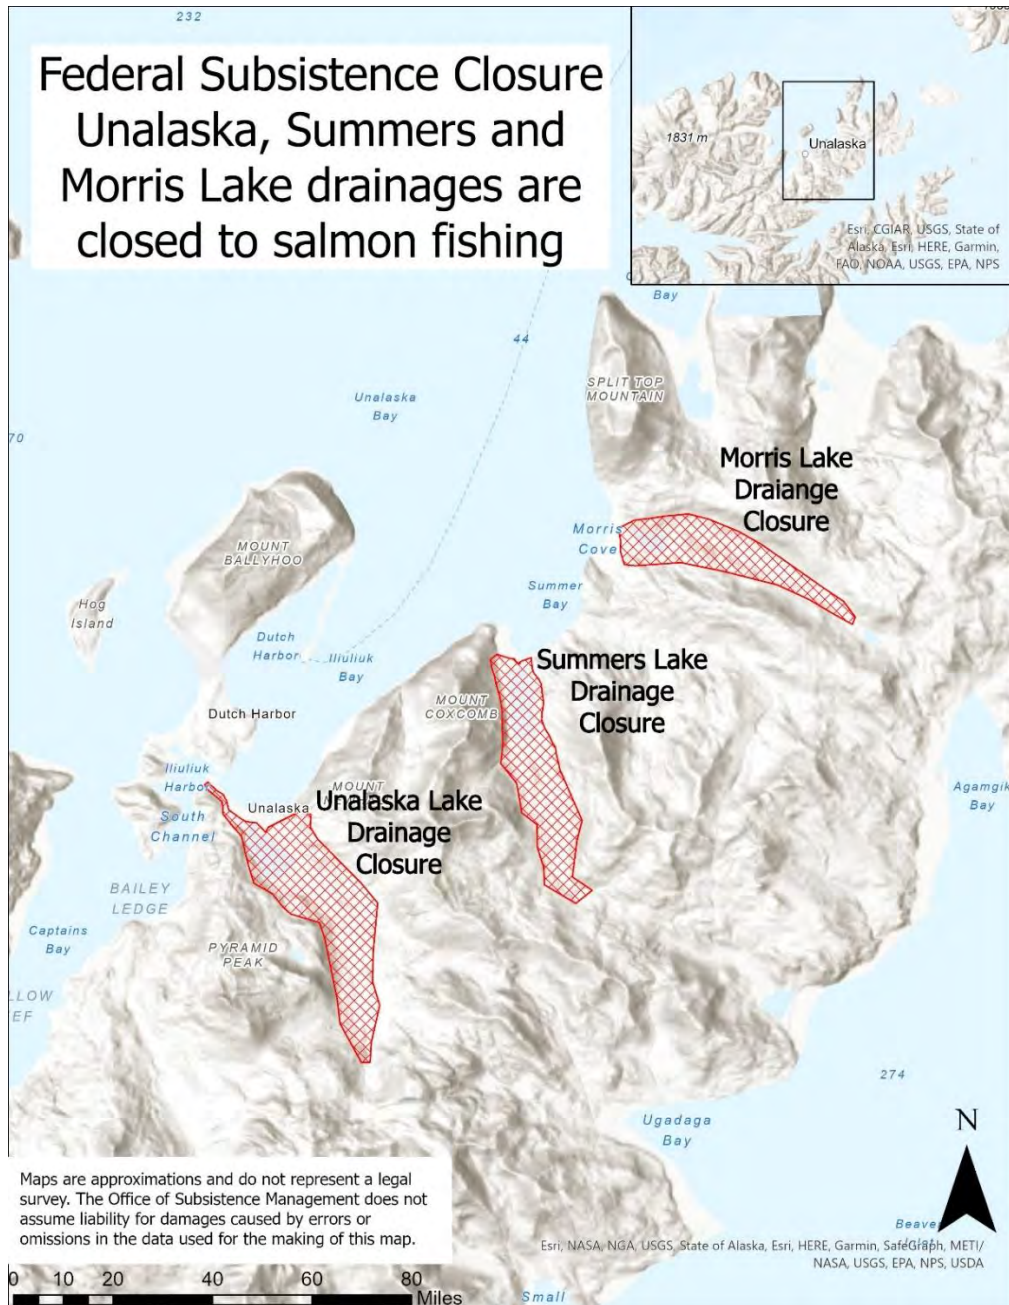 232
Federal Subsistence Closure
Unalaska, Summers and
Morris Lake drainages are
closed to salmon fishing
1831 m
Unalaska
Esri, CGIAR, USGS, State of
Alaska, Esri, HERE, Garmin,
FAO, NOAA, USGS, EPA, NPS
Bay
44
SPLIT TOP
MOUNTAIN
Unalaska
Bay
70
Morris Lake
Draiange
Closure
Morris
Cove
MOUNT
BALLYHOO
Summer
Bay
Hog
Island
Dutch
Harbor
Iliuliuk
Bay
Summers Lake
Drainage
Closure
MOUNT
COXCOMB
Dutch Harbor
Iliuliuk
Harbor
MOUNT
Unalaska
Unalaska Lake
Drainage
Closure
South
Channel
Agamgik
Bay
BAILEY
LEDGE
Captains
Bay
PYRAMID
PEAK
LLOW
EF
274
Ugadaga
Bay
N
Maps are approximations and do not represent a legal
survey. The Office of Subsistence Management does not
assume liability for damages caused by errors or
omissions in the data used for the making of this map.
Beaver
Esri, NASA, NGA, USGS, State of Alaska, Esri, HERE, Garmin, SafeGraph, METI/
NASA, USGS, EPA, NPS, USDA
0 10 20 40 60 80
Miles
Small